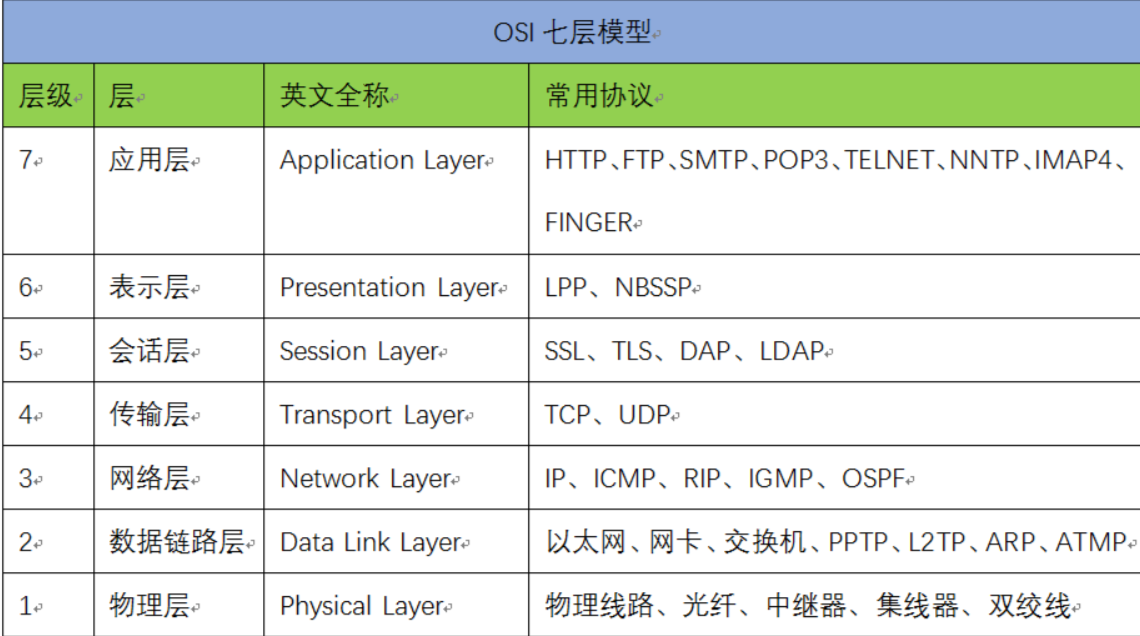 OSI 七层模型
层级 层 英文全称 常用协议
7 应用层 Application Layer HTTP、FTP、SMTP、POP3、TELNET、NNTP、IMAP4、
FINGER
6 表示层 Presentation Layer LPP、NBSSP
5 会话层 Session Layer SSL、TLS、DAP、LDAP
4 传输层 Transport Layer TCP、UDP
3 网络层 Network Layer IP、ICMP、RIP、IGMP、OSPF
2 数据链路层 Data Link Layer 以太网、网卡、交换机、PPTP、L2TP、ARP、ATMP
1 物理层 Physical Layer 物理线路、光纤、中继器、集线器、双绞线